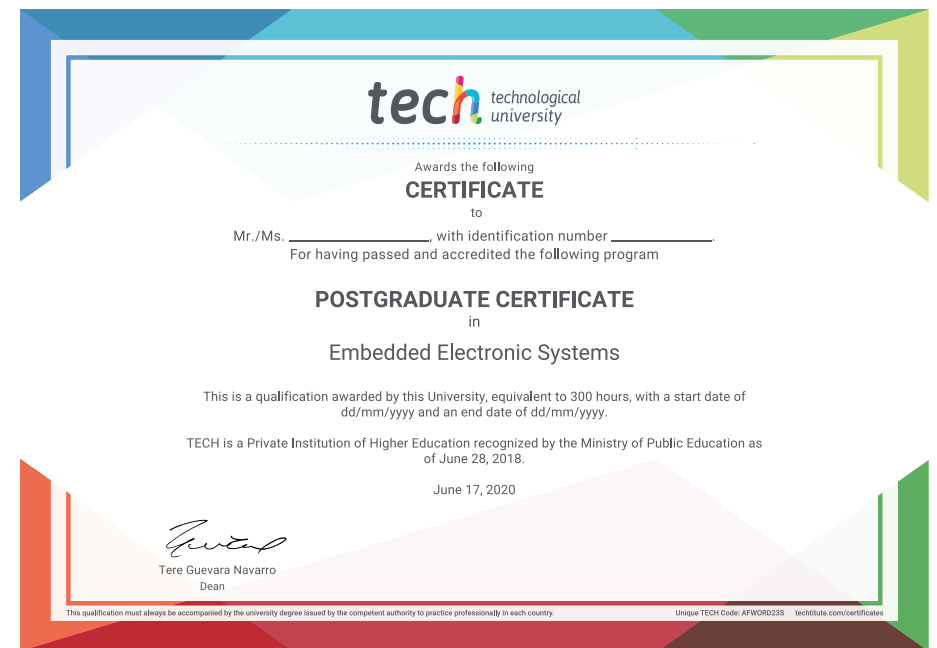 tech technological
university
Awards the following
CERTIFICATE
to
Mr./Ms. ____________________, with identification number ______________.
For having passed and accredited the following program
POSTGRADUATE CERTIFICATE
in
Embedded Electronic Systems
This is a qualification awarded by this University, equivalent to 300 hours, with a start date of
dd/mm/yyyy and an end date of dd/mm/yyyy.
TECH is a Private Institution of Higher Education recognized by the Ministry of Public Education as
of June 28, 2018.
June 17, 2020
Tere Guevara Navarro
Dean
This qualification must always be accompanied by the university degree issued by the competent authority to practice professionally in each country.
Unique TECH Code: AFWORD23S techtitute.com/certificates